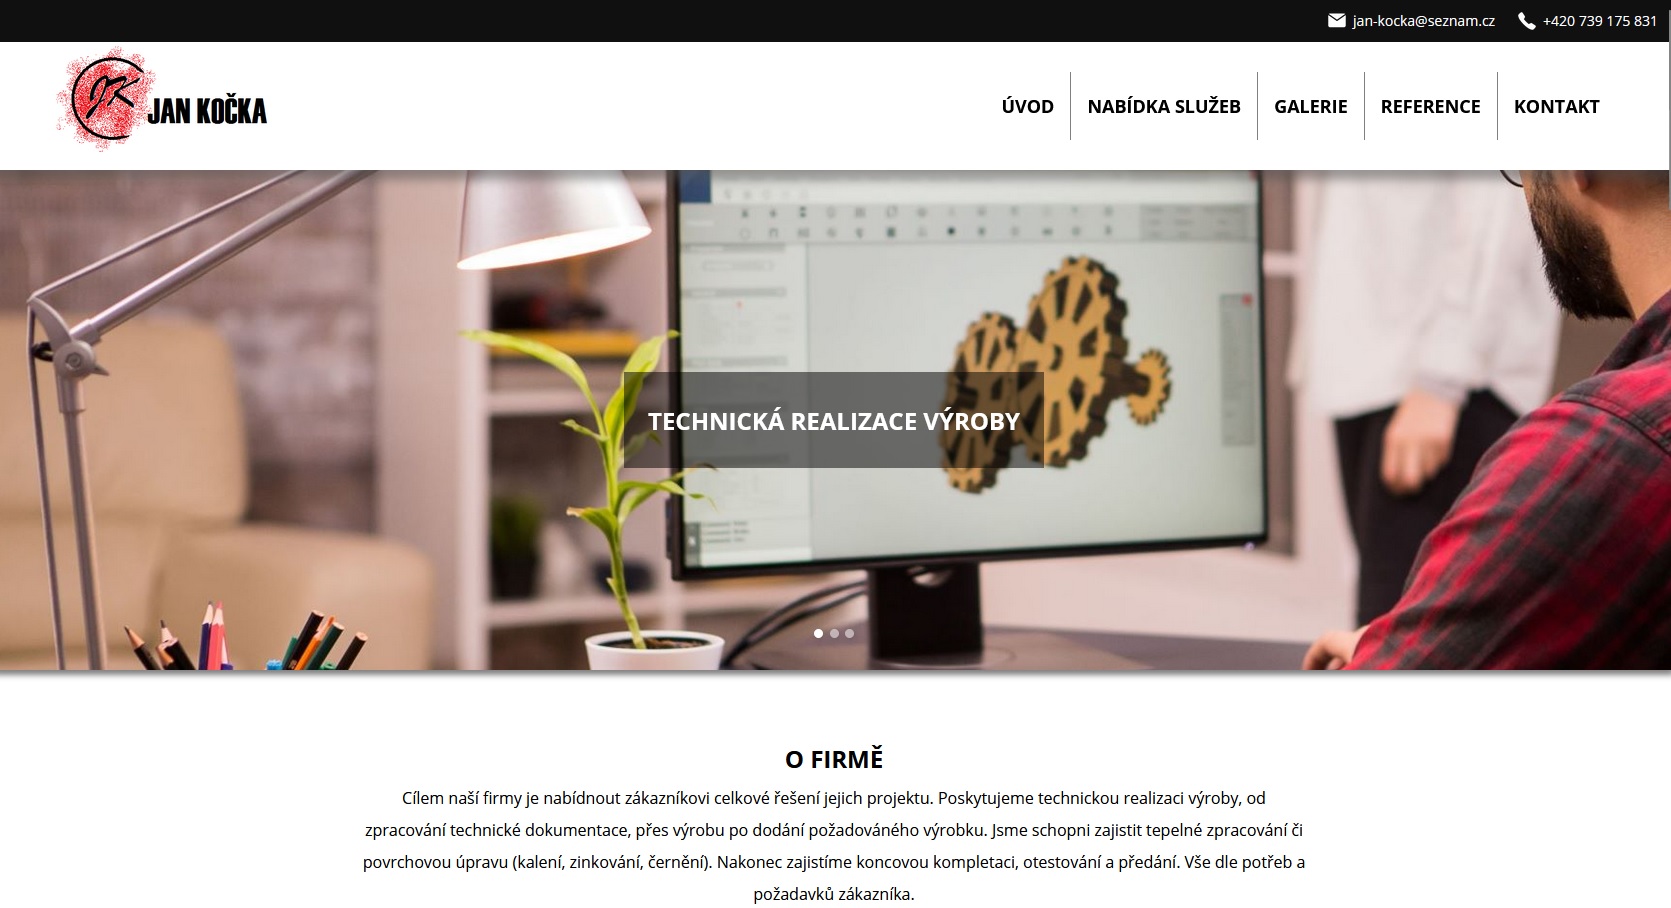 jan-kocka@seznam.cz +420 739 175 831
JK JAN KOČKA
ÚVOD NABÍDKA SLUŽEB GALERIE REFERENCE KONTAKT
TECHNICKÁ REALIZACE VÝROBY
O FIRMĚ
Cílem naší firmy je nabídnout zákazníkovi celkové řešení jejich projektu. Poskytujeme technickou realizaci výroby, od
zpracování technické dokumentace, přes výrobu po dodání požadováného výrobku. Jsme schopni zajistit tepelné zpracování či
povrchovou úpravu (kalení, zinkování, černění). Nakonec zajistíme koncovou kompletaci, otestování a předání. Vše dle potřeb a
požadavků zákazníka.